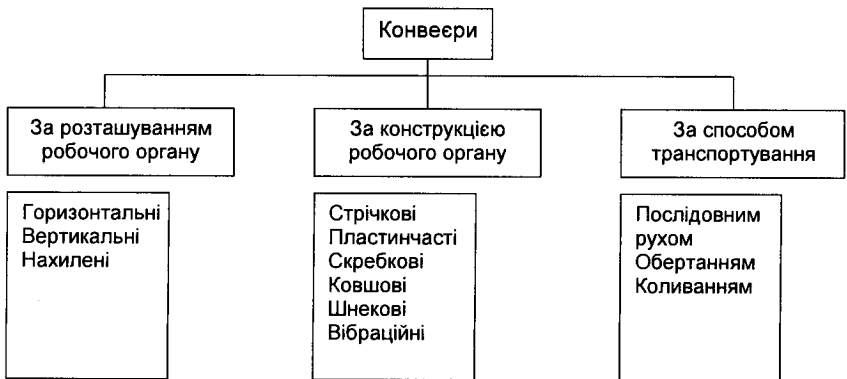 Конвеєри
За розташуванням
робочого органу
За конструкцією
робочого органу
За способом
транспортування
Горизонтальні
Вертикальні
Нахилені
Стрічкові
Пластинчасті
Скребкові
Ковшові
Шнекові
Вібраційні
Послідовним
рухом
Обертанням
Коливанням